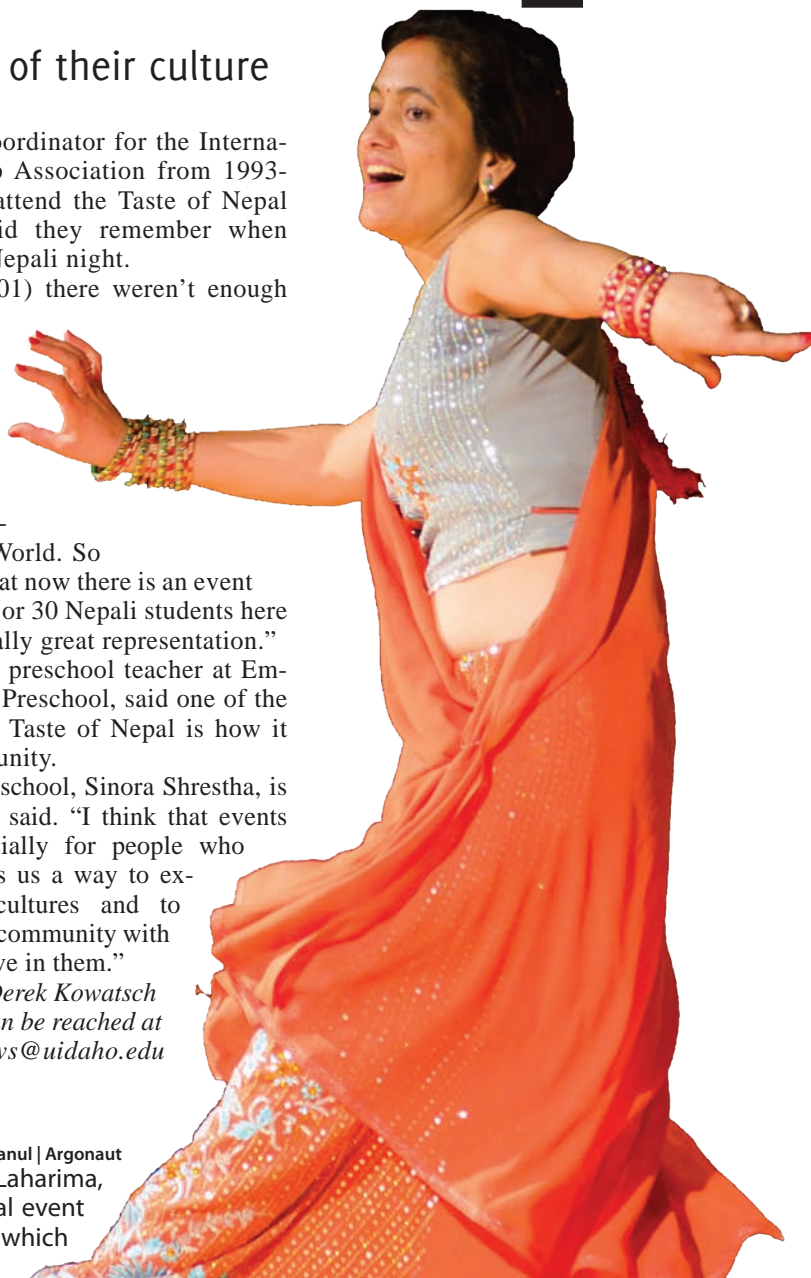 of their culture
oordinator for the Interna-
o Association from 1993-
attend the Taste of Nepal
id they remember when
Nepali night.
01) there weren't enough
-
World. So
at now there is an event
or 30 Nepali students here
ally great representation.”
preschool teacher at Em-
Preschool, said one of the
Taste of Nepal is how it
unity.
school, Sinora Shrestha, is
said. “I think that events
ially for people who
s us a way to ex-
cultures and to
community with
ve in them.”
Derek Kowatsch
n be reached at
ws@uidaho.edu
anul | Argonaut
Laharima,
al event
which